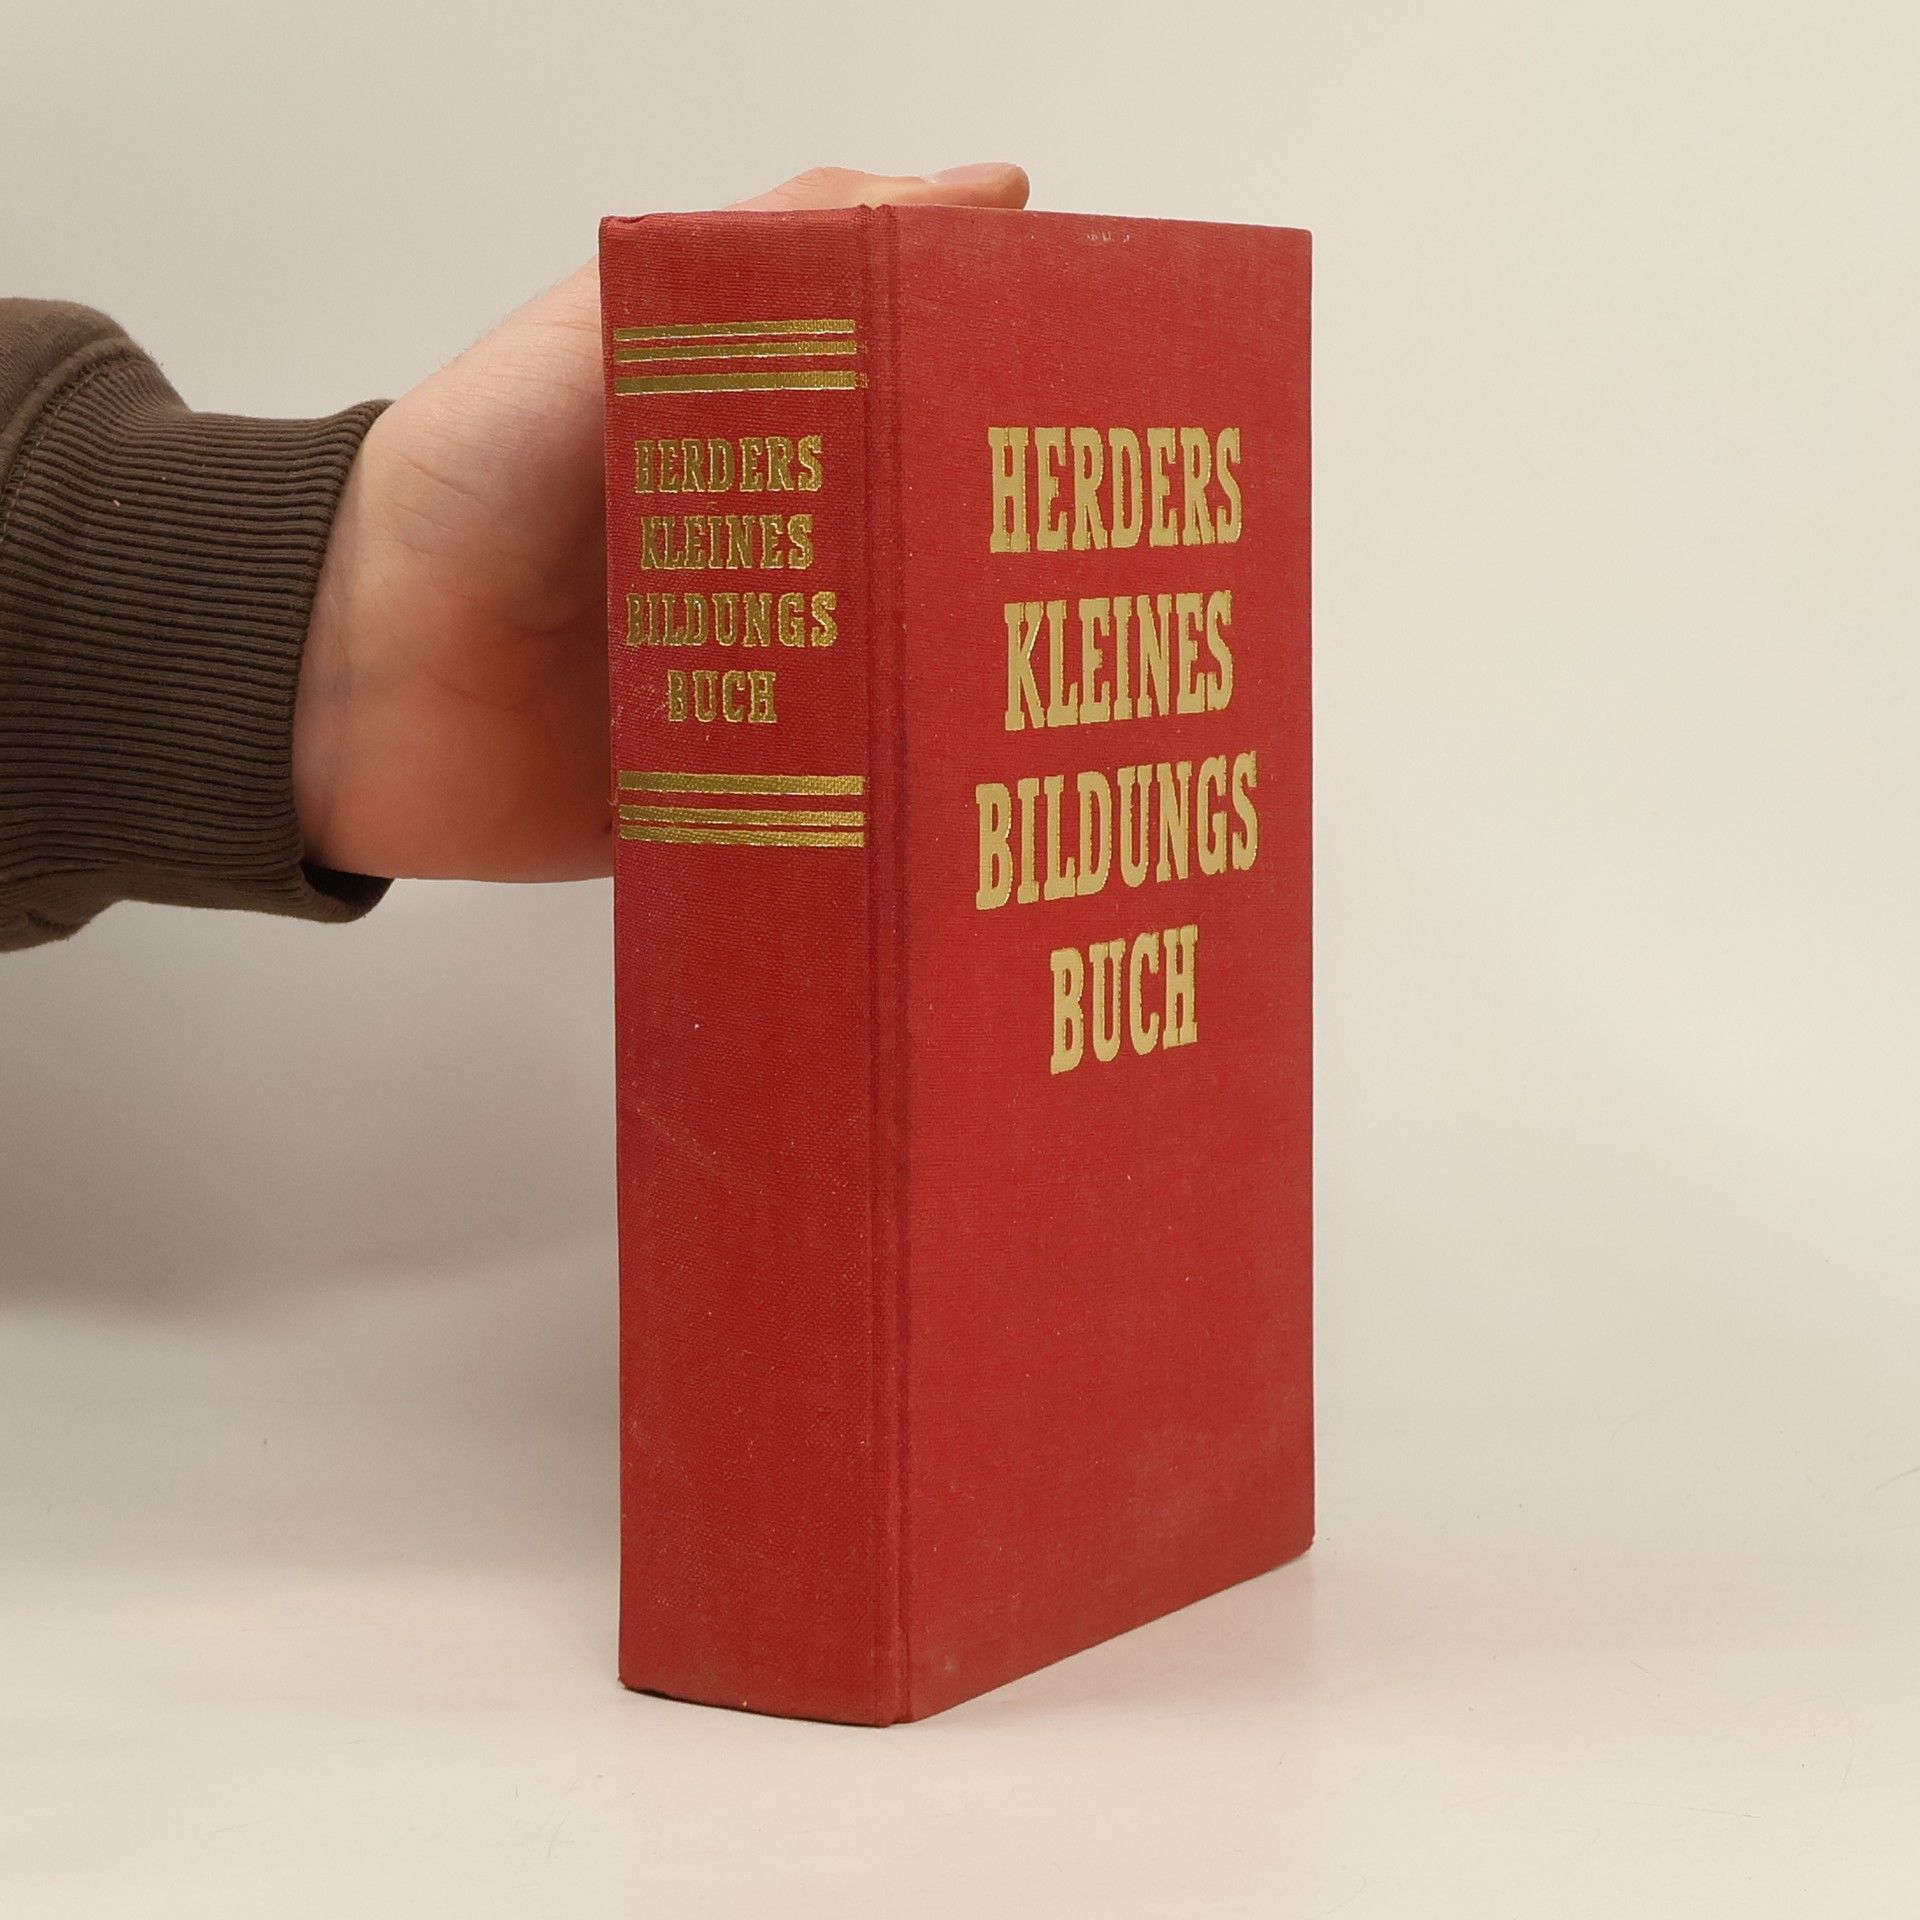 HERDERS
KLEINES
BILDUNGS
BUCH
HERDERS
KLEINES
BILDUNGS
BUCH